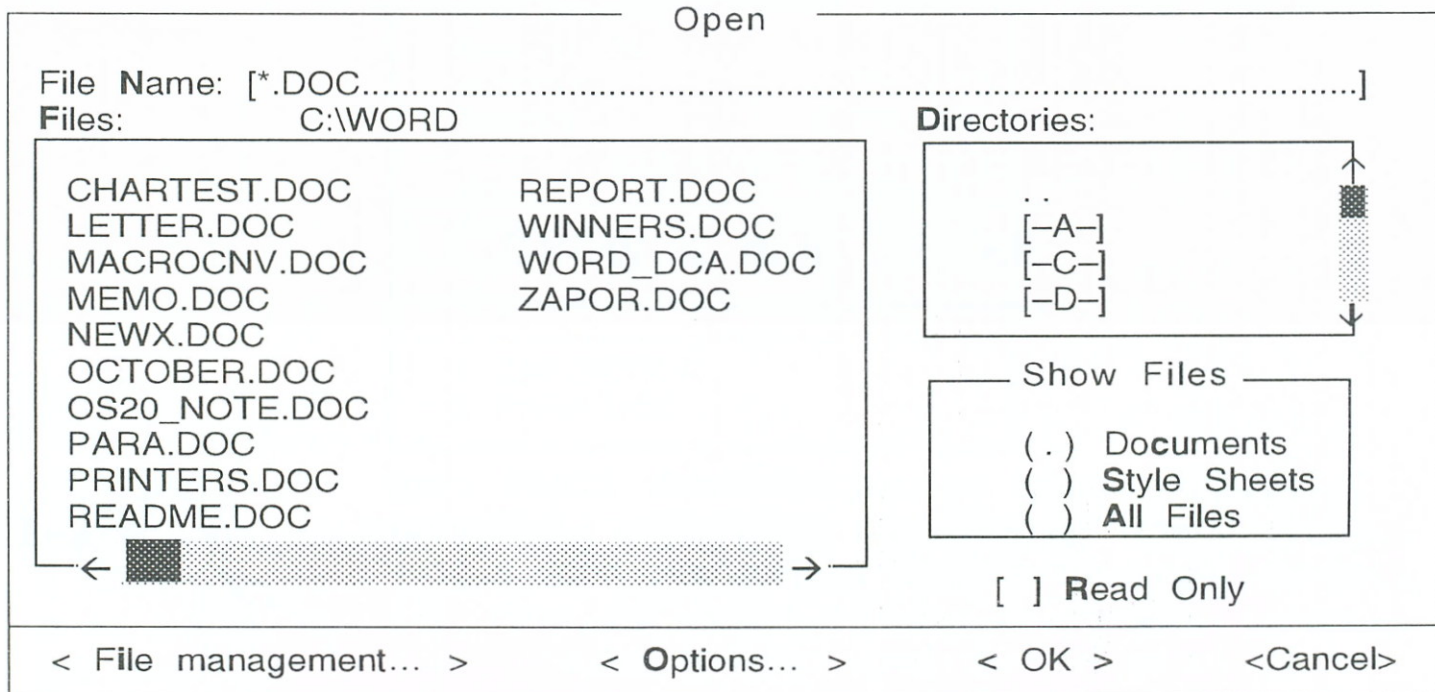 Open
File Name: [*.DOC..........................................................................................]
Files: C:\WORD
Directories:
CHARTEST.DOC REPORT.DOC
LETTER.DOC WINNERS.DOC
MACROCNV.DOC WORD_DCA.DOC
MEMO.DOC ZAPOR.DOC
NEWX.DOC
OCTOBER.DOC
OS20_NOTE.DOC
PARA.DOC
PRINTERS.DOC
README.DOC
..
[–A–]
[–C–]
[–D–]
Show Files
(.) Documents
( ) Style Sheets
( ) All Files
[ ] Read Only
< File management... > < Options... > < OK > <Cancel>